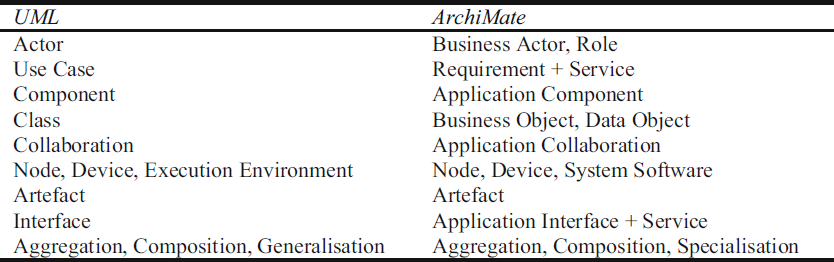 UML ArchiMate
Actor Business Actor, Role
Use Case Requirement + Service
Component Application Component
Class Business Object, Data Object
Collaboration Application Collaboration
Node, Device, Execution Environment Node, Device, System Software
Artefact Artefact
Interface Application Interface + Service
Aggregation, Composition, Generalisation Aggregation, Composition, Specialisation